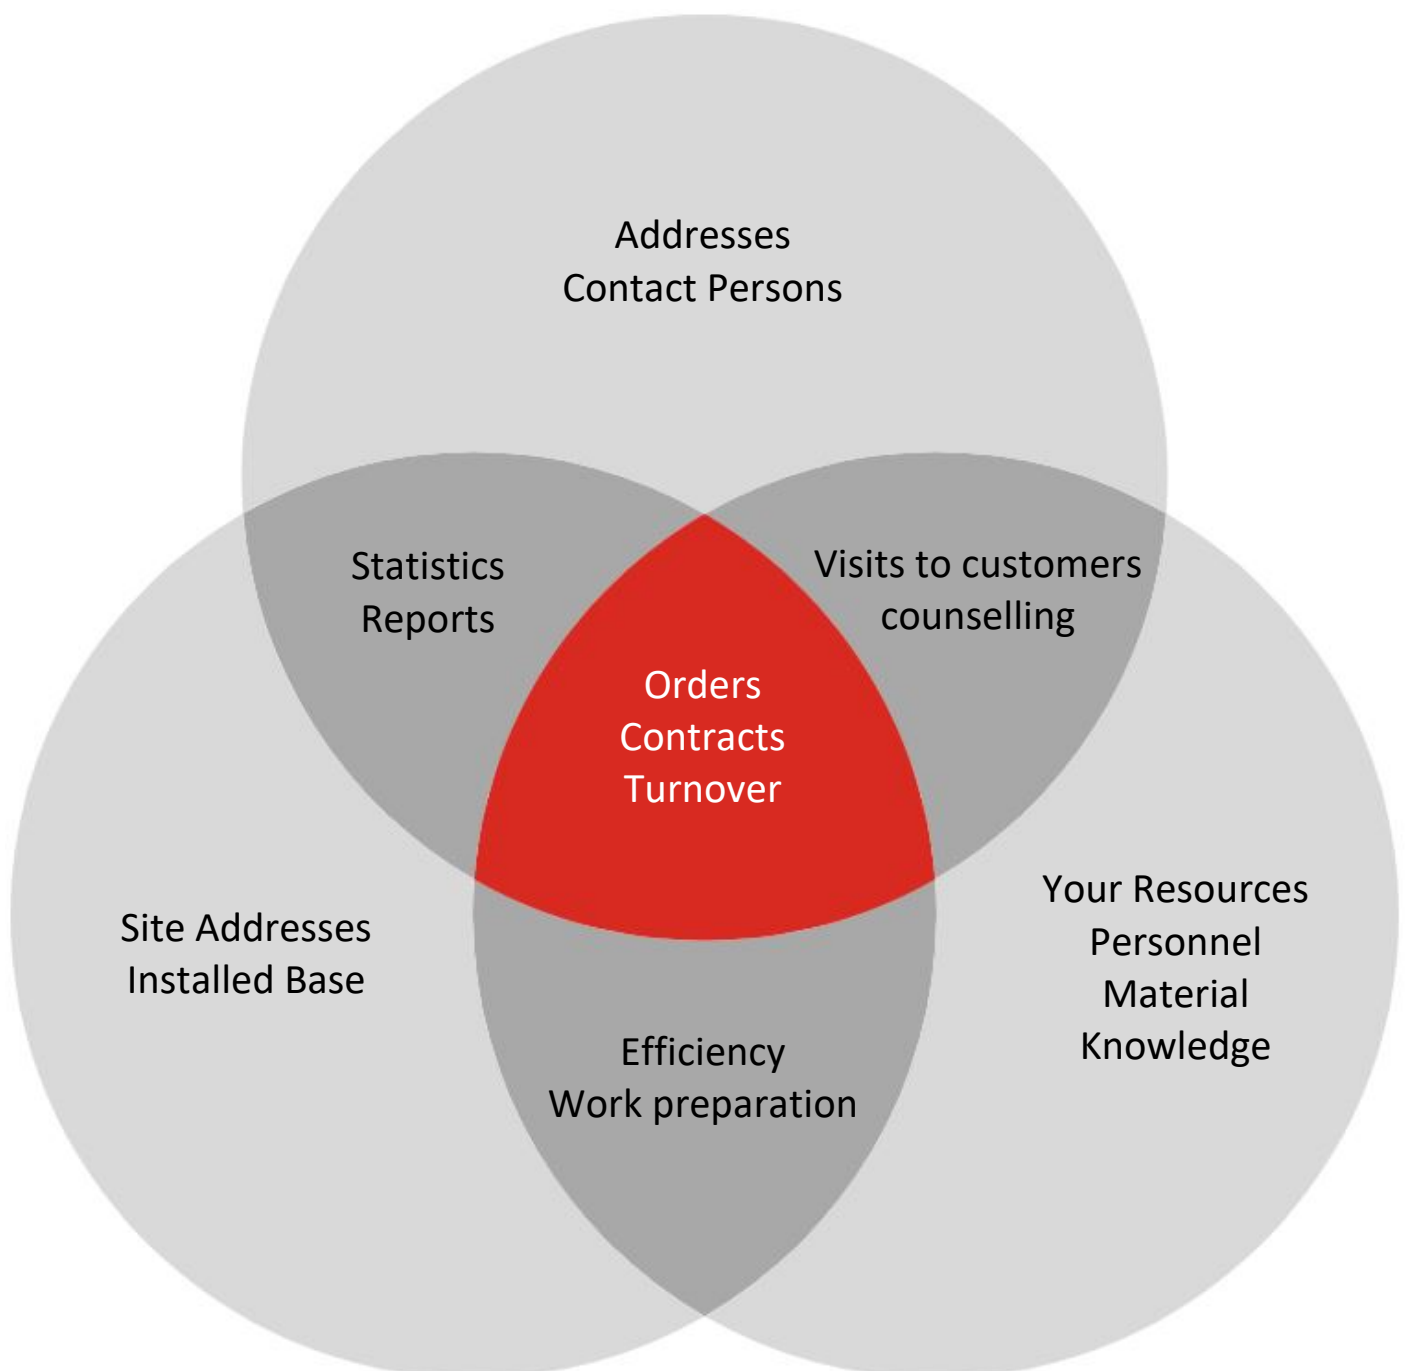 Addresses
Contact Persons
Statistics
Reports
Visits to customers
counselling
Orders
Contracts
Turnover
Site Addresses
Installed Base
Your Resources
Personnel
Material
Knowledge
Efficiency
Work preparation